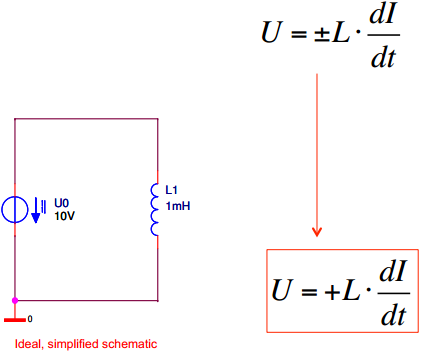 U = ±L · dI/dt
L1
1mH
U0
10V
0
U = +L · dI/dt
Ideal, simplified schematic